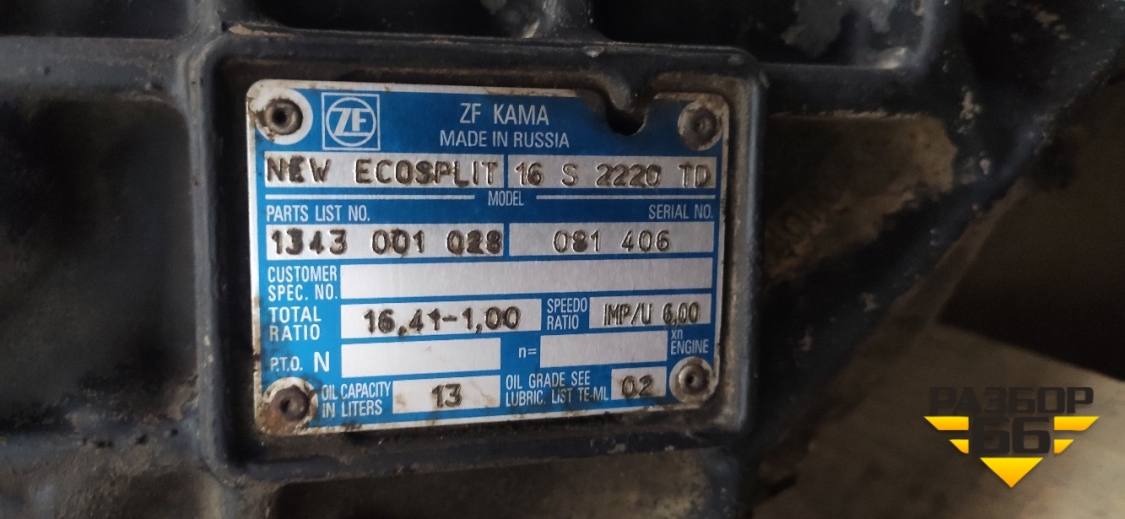 ZF
ZF KAMA
MADE IN RUSSIA
NEW ECOSPLIT 16 S 2220 TD
MODEL
PARTS LIST NO. SERIAL NO.
1343 001 028 081 406
CUSTOMER
SPEC. NO.
TOTAL
RATIO 16,41-1,00 SPEEDO
RATIO IMP/U 6,00
P.T.O. N n= xn
ENGINE
OIL CAPACITY
IN LITERS 13 OIL GRADE SEE
LUBRIC. LIST TE-ML 02
РАЗБОР
66